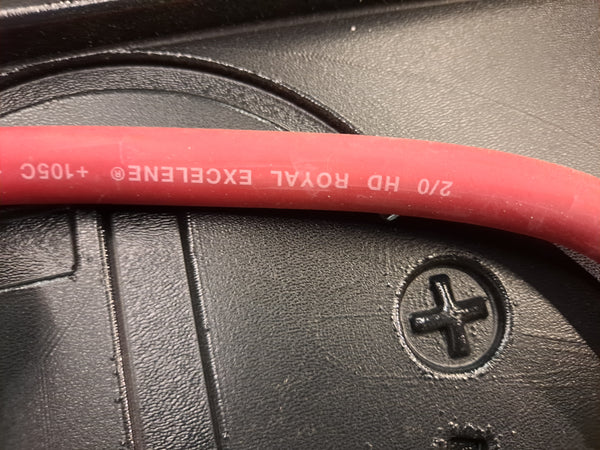 2/0 HD ROYAL EXCELENE® +105C